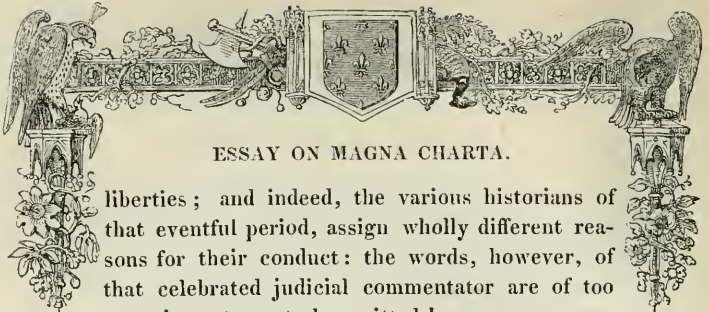 ESSAY ON MAGNA CHARTA.
liberties ; and indeed, the various historians of
that eventful period, assign wholly different rea-
sons for their conduct: the words, however, of
that celebrated judicial commentator are of too